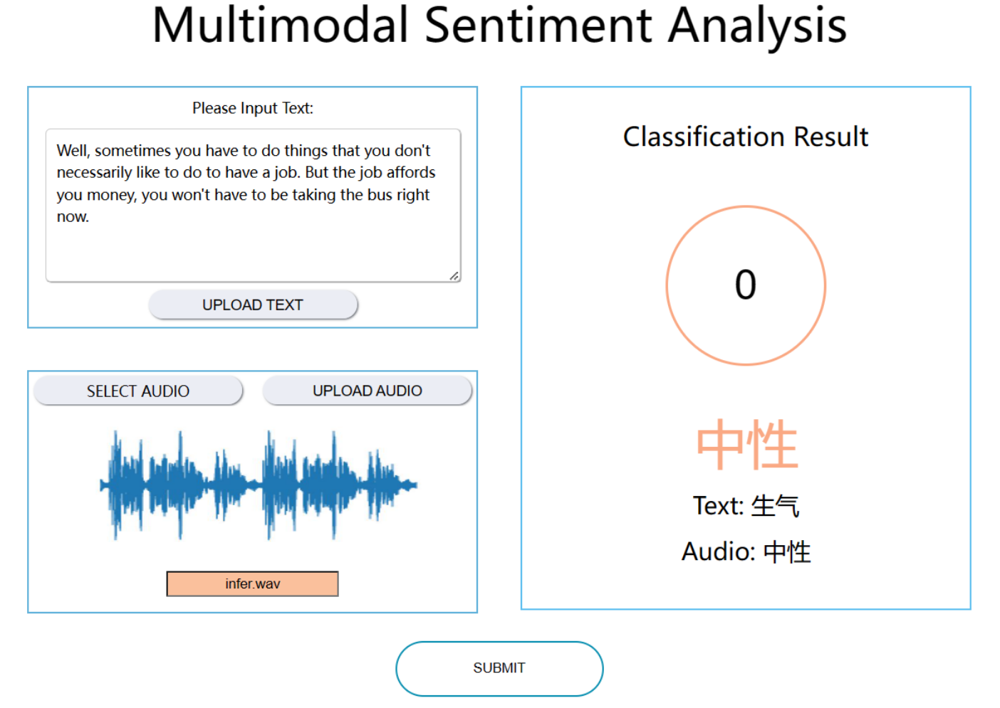 Multimodal Sentiment Analysis
Please Input Text:
Well, sometimes you have to do things that you don't
necessarily like to do to have a job. But the job affords
you money, you won't have to be taking the bus right
now.
UPLOAD TEXT
SELECT AUDIO
UPLOAD AUDIO
infer.wav
Classification Result
0
中性
Text: 生气
Audio: 中性
SUBMIT